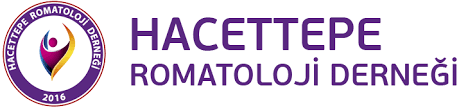 HACETTEPE ROMATOLOJİ DERNEĞİ
2016
HACETTEPE
ROMATOLOJİ DERNEĞİ